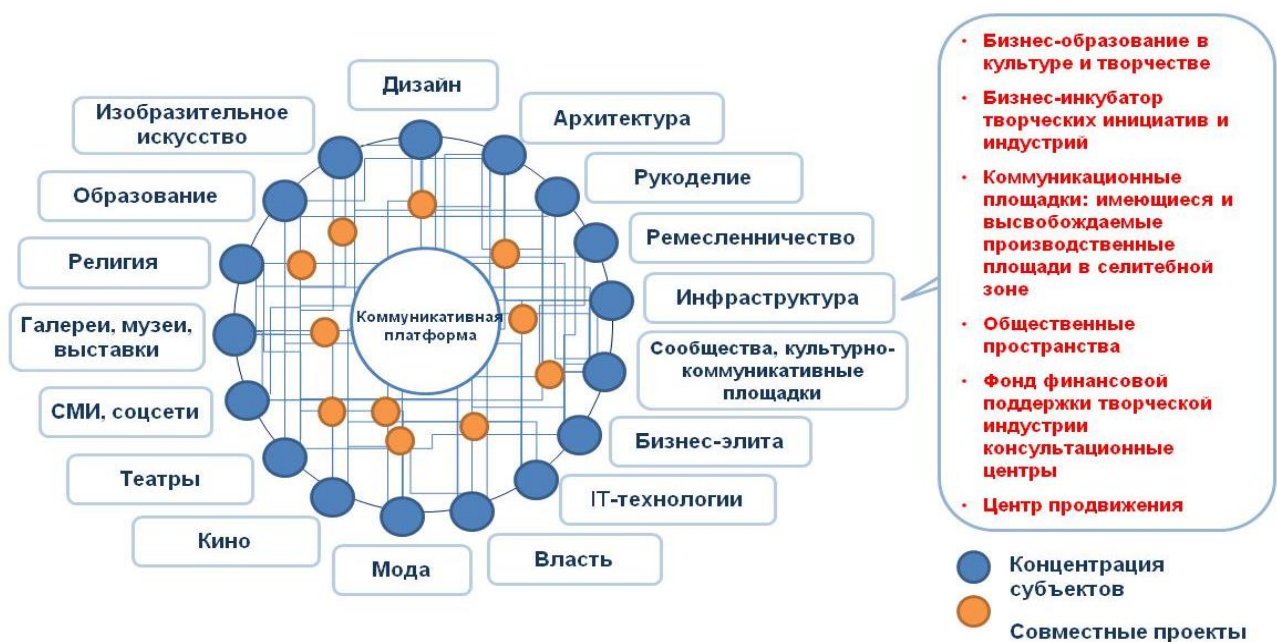 Дизайн
Архитектура
Рукоделие
Ремесленничество
Инфраструктура
Сообщества, культурно-
коммуникативные
площадки
Бизнес-элита
IT-технологии
Власть
Мода
Кино
Театры
СМИ, соцсети
Галереи, музеи,
выставки
Религия
Образование
Изобразительное
искусство
Коммуникативная
платформа
• Бизнес-образование в
культуре и творчестве
• Бизнес-инкубатор
творческих инициатив и
индустрий
• Коммуникационные
площадки: имеющиеся и
высвобождаемые
производственные
площади в селитебной
зоне
• Общественные
пространства
• Фонд финансовой
поддержки творческой
индустрии
консультационные
центры
• Центр продвижения
Концентрация
субъектов
Совместные проекты